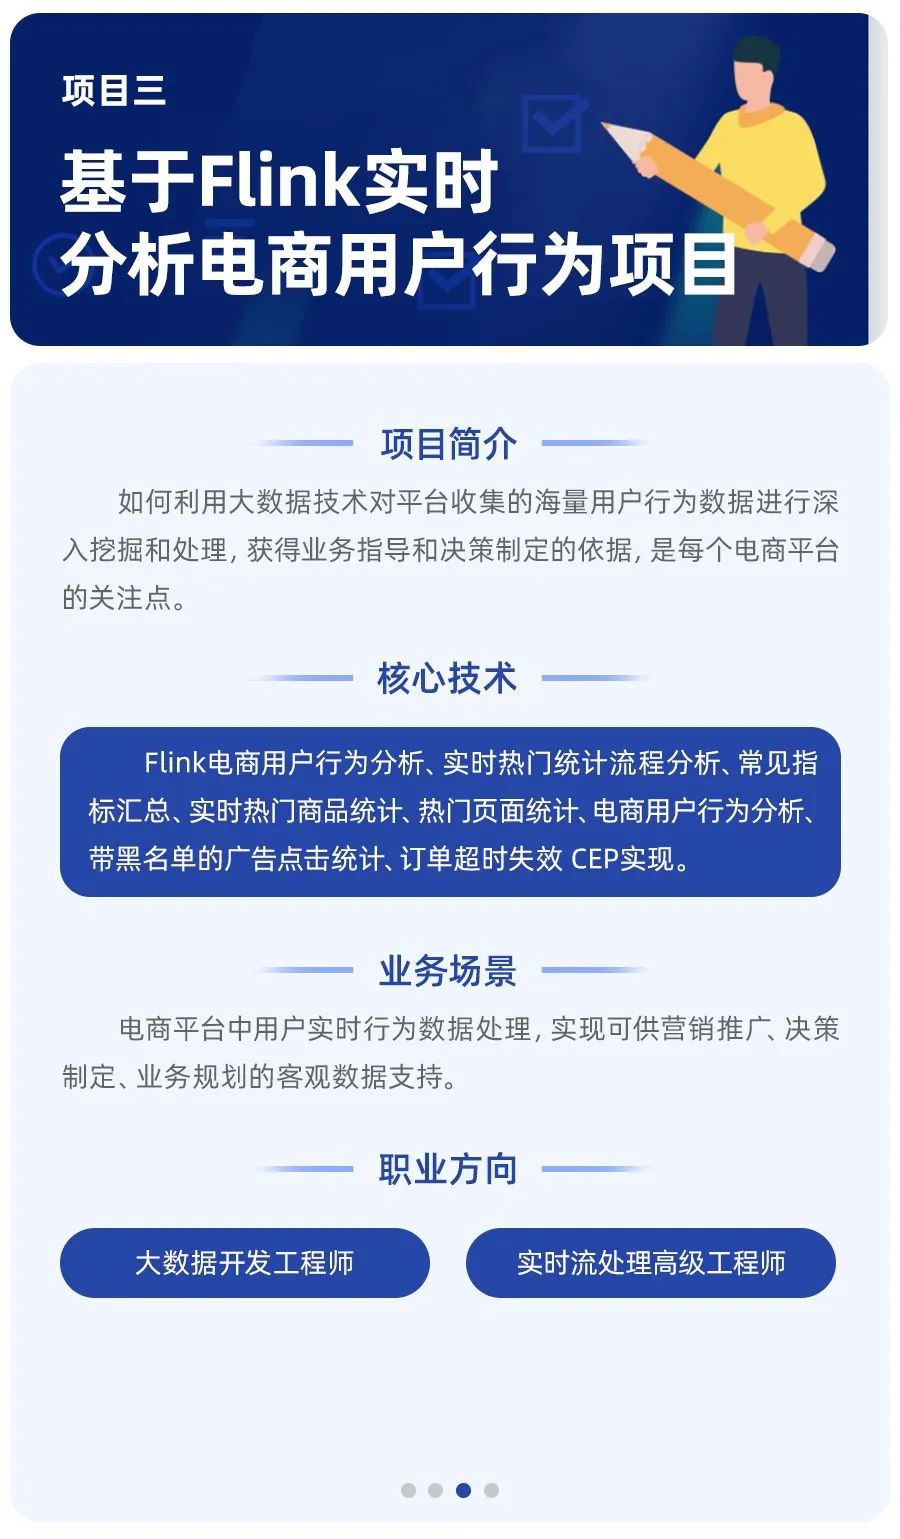 项目三
基于Flink实时
分析电商用户行为项目
项目简介
如何利用大数据技术对平台收集的海量用户行为数据进行深
入挖掘和处理,获得业务指导和决策制定的依据,是每个电商平台
的关注点。
核心技术
Flink电商用户行为分析、实时热门统计流程分析、常见指
标汇总、实时热门商品统计、热门页面统计、电商用户行为分析、
带黑名单的广告点击统计、订单超时失效 CEP实现。
业务场景
电商平台中用户实时行为数据处理,实现可供营销推广、决策
制定、业务规划的客观数据支持。
职业方向
大数据开发工程师
实时流处理高级工程师